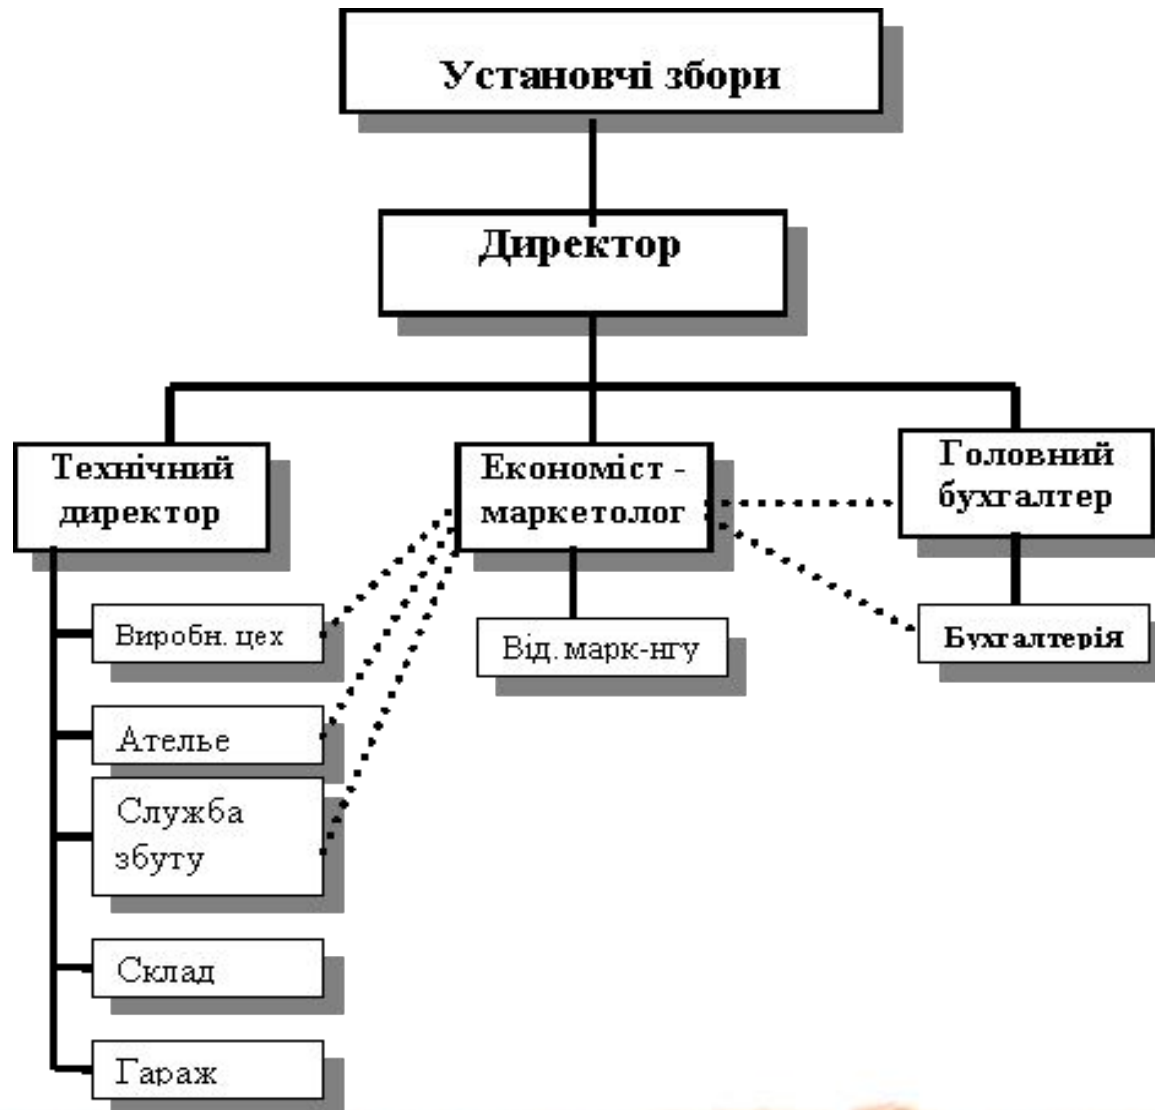 Установчі збори
Директор
Технічний
директор
Економіст -
маркетолог
Головний
бухгалтер
Виробн. цех
Від. марк-нгу
Бухгалтерія
Ателье
Служба
збуту
Склад
Гараж